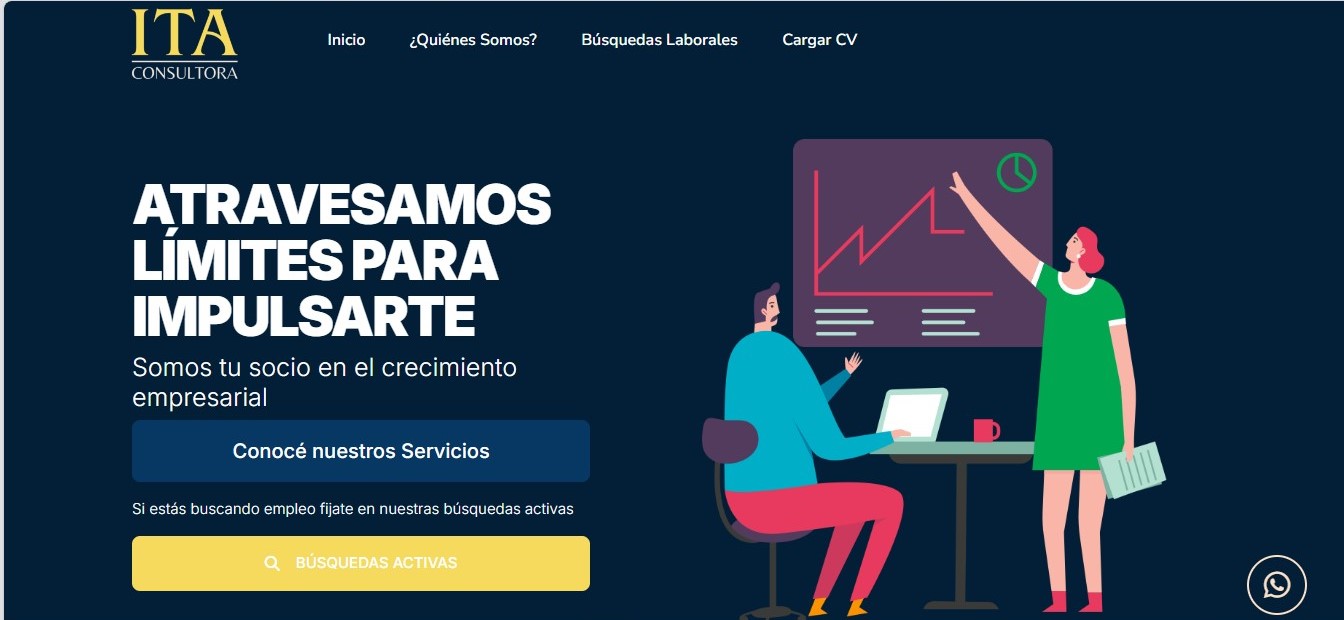 ITA
CONSULTORA
Inicio
¿Quiénes Somos?
Búsquedas Laborales
Cargar CV
ATRAVESAMOS
LÍMITES PARA
IMPULSARTE
Somos tu socio en el crecimiento
empresarial
Conocé nuestros Servicios
Si estás buscando empleo fijate en nuestras búsquedas activas
BÚSQUEDAS ACTIVAS